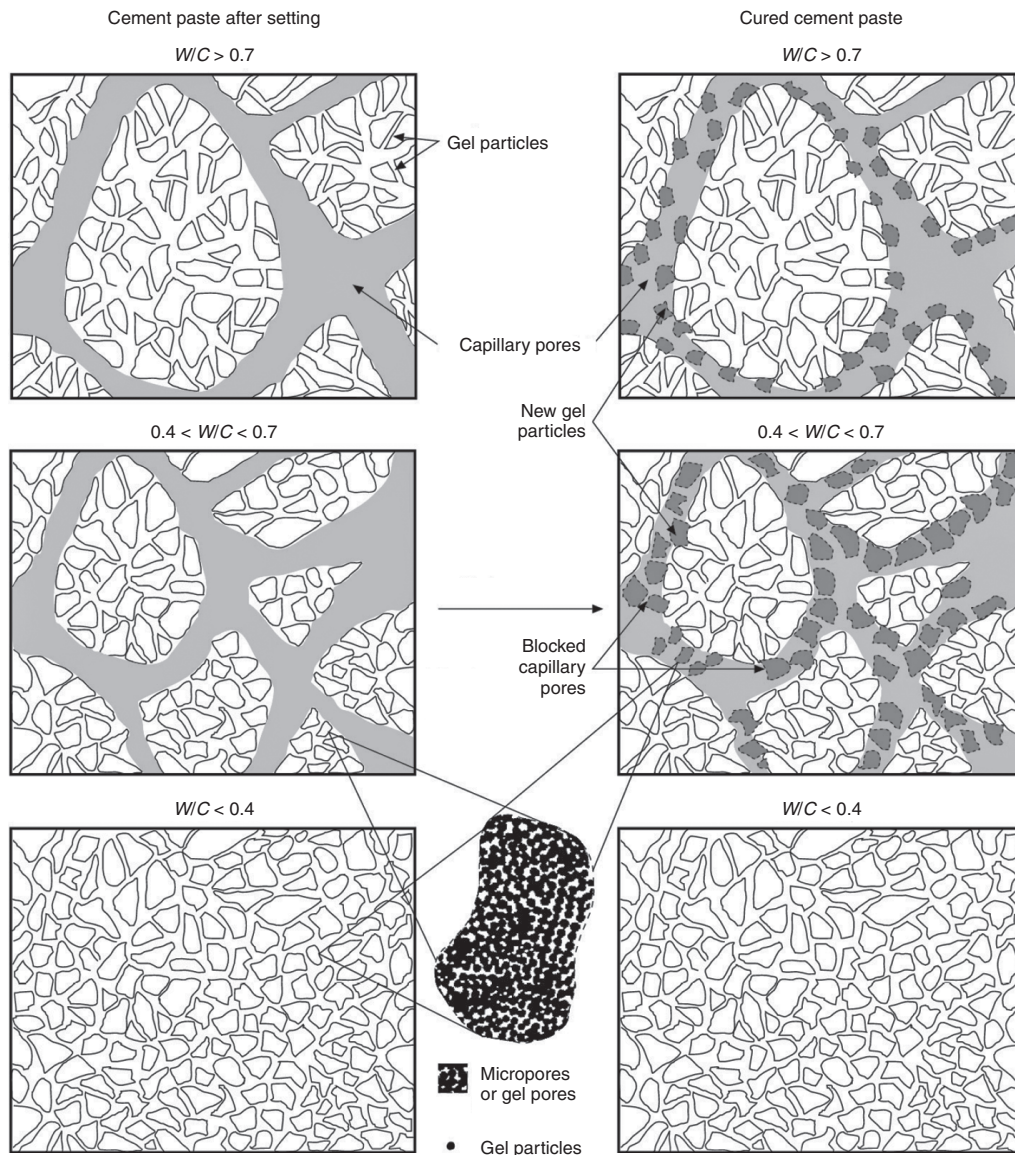 Cement paste after setting
Cured cement paste
W/C > 0.7
W/C > 0.7
Gel particles
Capillary pores
New gel
particles
0.4 < W/C < 0.7
0.4 < W/C < 0.7
Blocked
capillary
pores
W/C < 0.4
W/C < 0.4
Micropores
or gel pores
Gel particles